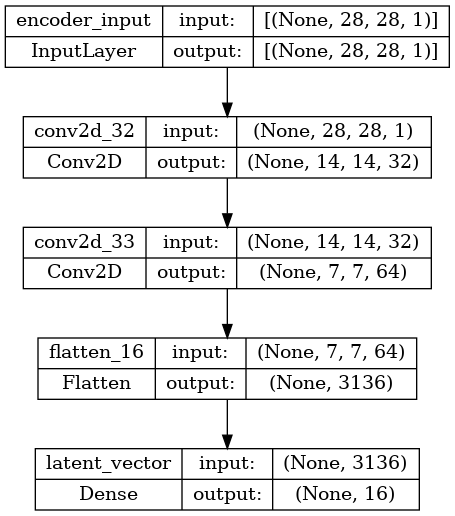 encoder_input input: [(None, 28, 28, 1)]
InputLayer output: [(None, 28, 28, 1)]
conv2d_32 input: (None, 28, 28, 1)
Conv2D output: (None, 14, 14, 32)
conv2d_33 input: (None, 14, 14, 32)
Conv2D output: (None, 7, 7, 64)
flatten_16 input: (None, 7, 7, 64)
Flatten output: (None, 3136)
latent_vector input: (None, 3136)
Dense output: (None, 16)